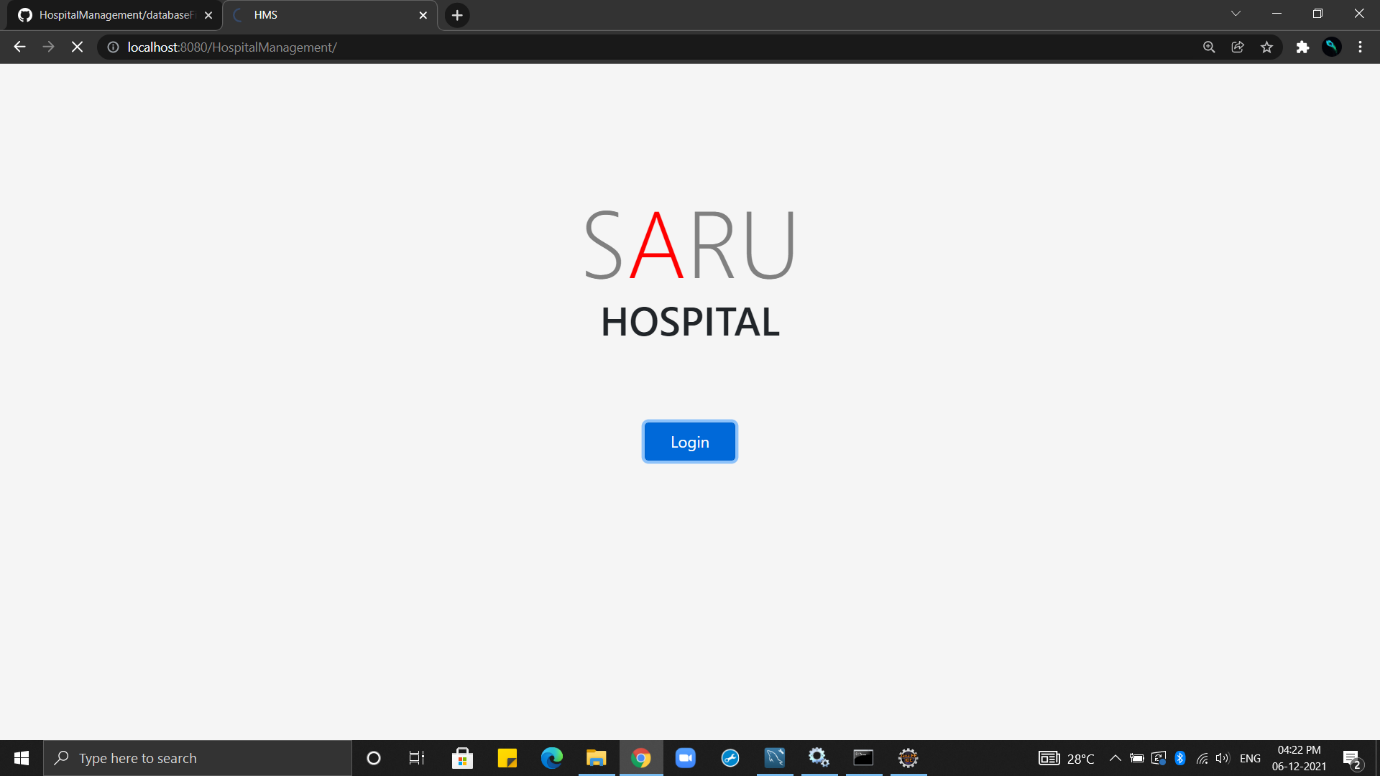 HospitalManagement/databaseF
HMS
localhost:8080/HospitalManagement/
SARU
HOSPITAL
Login
Type here to search
28°C
ENG
04:22 PM
06-12-2021
2